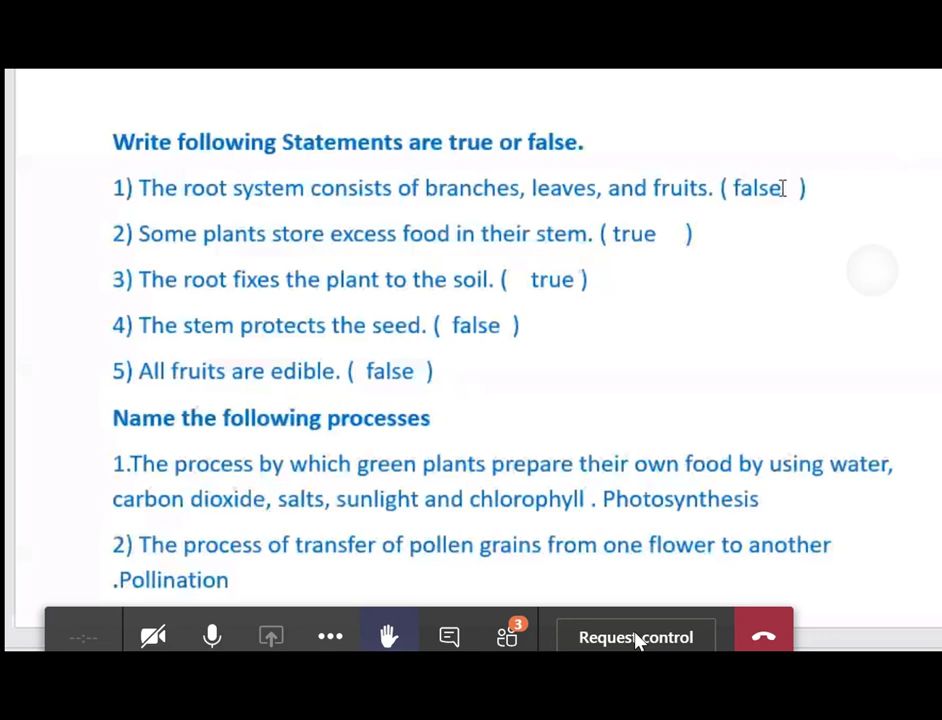 Write following Statements are true or false.
1) The root system consists of branches, leaves, and fruits. ( false )
2) Some plants store excess food in their stem. ( true )
3) The root fixes the plant to the soil. ( true )
4) The stem protects the seed. ( false )
5) All fruits are edible. ( false )
Name the following processes
1.The process by which green plants prepare their own food by using water,
carbon dioxide, salts, sunlight and chlorophyll . Photosynthesis
2) The process of transfer of pollen grains from one flower to another
.Pollination
--:--
3
Request control